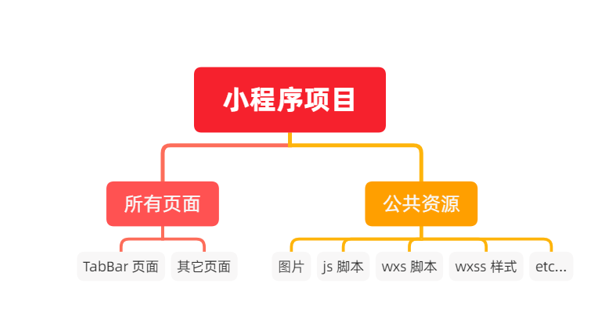 小程序项目
所有页面
公共资源
TabBar 页面
其它页面
图片
js 脚本
wxs 脚本
wxss 样式
etc...